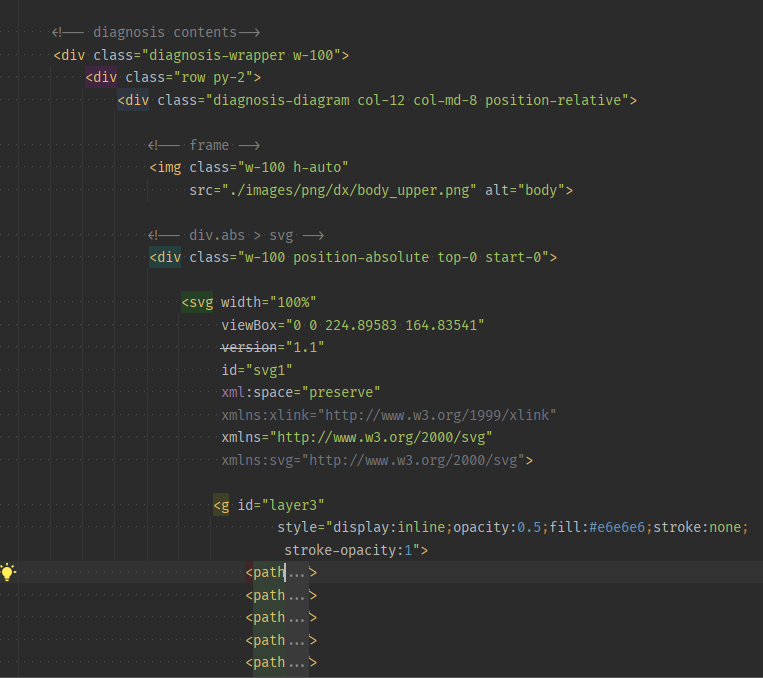 <!-- diagnosis contents-->
<div class="diagnosis-wrapper w-100">
<div class="row py-2">
<div class="diagnosis-diagram col-12 col-md-8 position-relative">
<!-- frame -->
<img class="w-100 h-auto"
src="./images/png/dx/body_upper.png" alt="body">
<!-- div.abs > svg -->
<div class="w-100 position-absolute top-0 start-0">
<svg width="100%"
viewBox="0 0 224.89583 164.83541"
version="1.1"
id="svg1"
xml:space="preserve"
xmlns:xlink="http://www.w3.org/1999/xlink"
xmlns="http://www.w3.org/2000/svg"
xmlns:svg="http://www.w3.org/2000/svg">
<g id="layer3"
style="display:inline;opacity:0.5;fill:#e6e6e6;stroke:none;
stroke-opacity:1">
<path...>
<path...>
<path...>
<path...>
<path...>